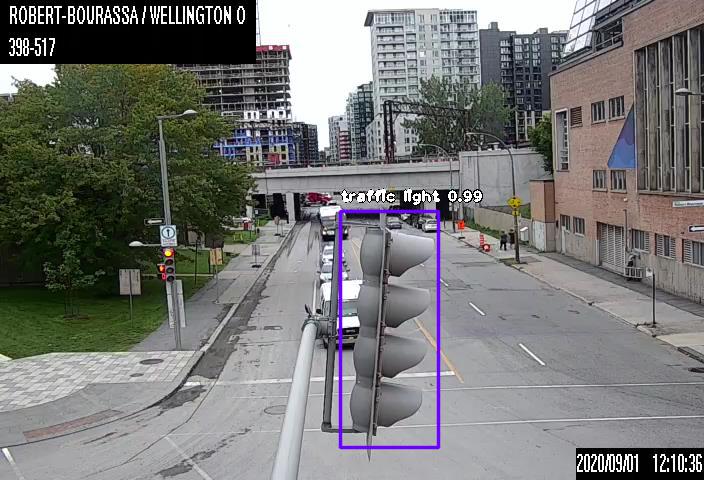 ROBERT-BOURASSA / WELLINGTON O
398-517
traffic light 0.99
2020/09/01 12:10:36